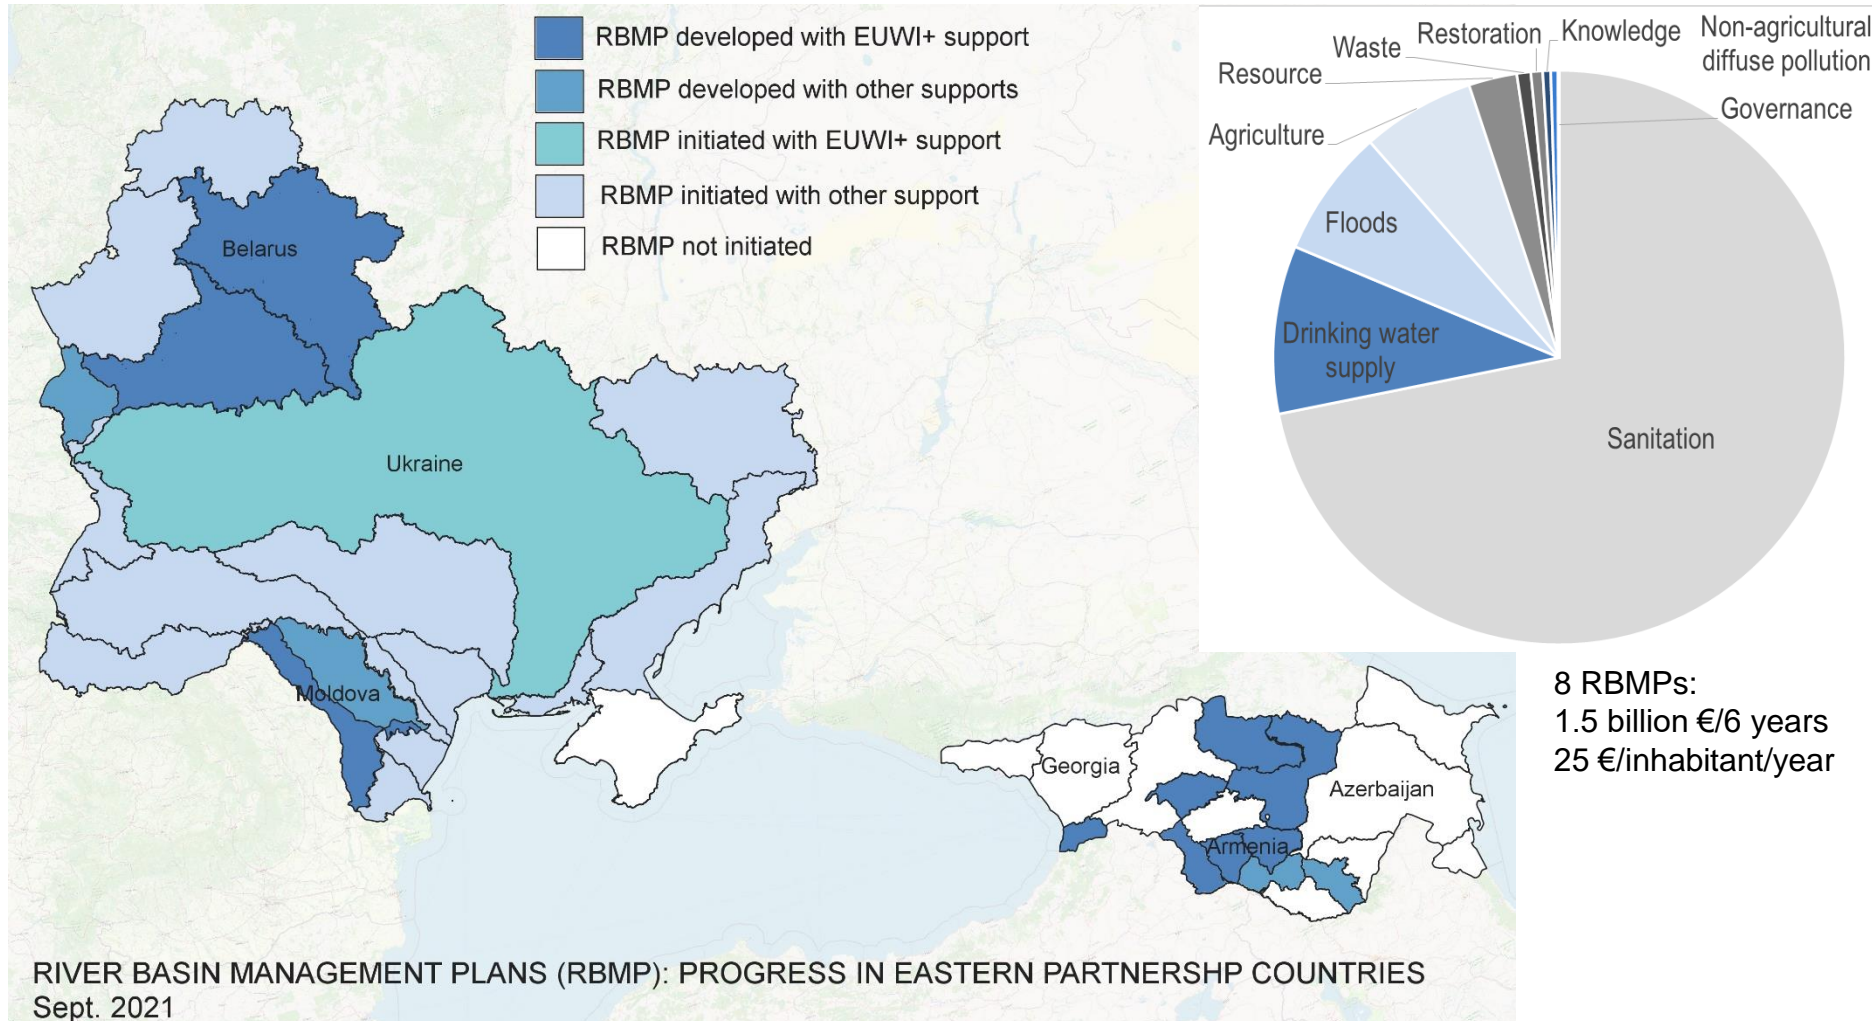 RBMP developed with EUWI+ support
RBMP developed with other supports
RBMP initiated with EUWI+ support
RBMP initiated with other support
RBMP not initiated
Belarus
Ukraine
Moldova
Georgia
Armenia
Azerbaijan
Restoration
Knowledge
Non-agricultural
diffuse pollution
Waste
Resource
Governance
Agriculture
Floods
Drinking water
supply
Sanitation
8 RBMPs:
1.5 billion €/6 years
25 €/inhabitant/year
RIVER BASIN MANAGEMENT PLANS (RBMP): PROGRESS IN EASTERN PARTNERSHP COUNTRIES
Sept. 2021